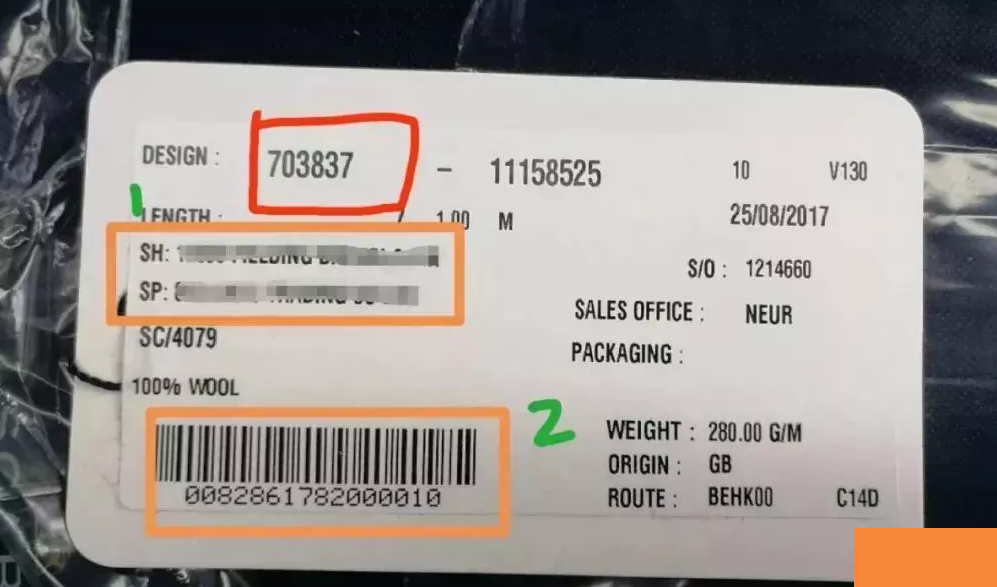 DESIGN : 703837 - 11158525 10 V130
1
LENGTH : / 1.00 M 25/08/2017
SH:
S/O : 1214660
SP:
SALES OFFICE : NEUR
SC/4079
PACKAGING :
100% WOOL
2
WEIGHT : 280.00 G/M
ORIGIN : GB
0082861782000010
ROUTE : BEHK00 C14D